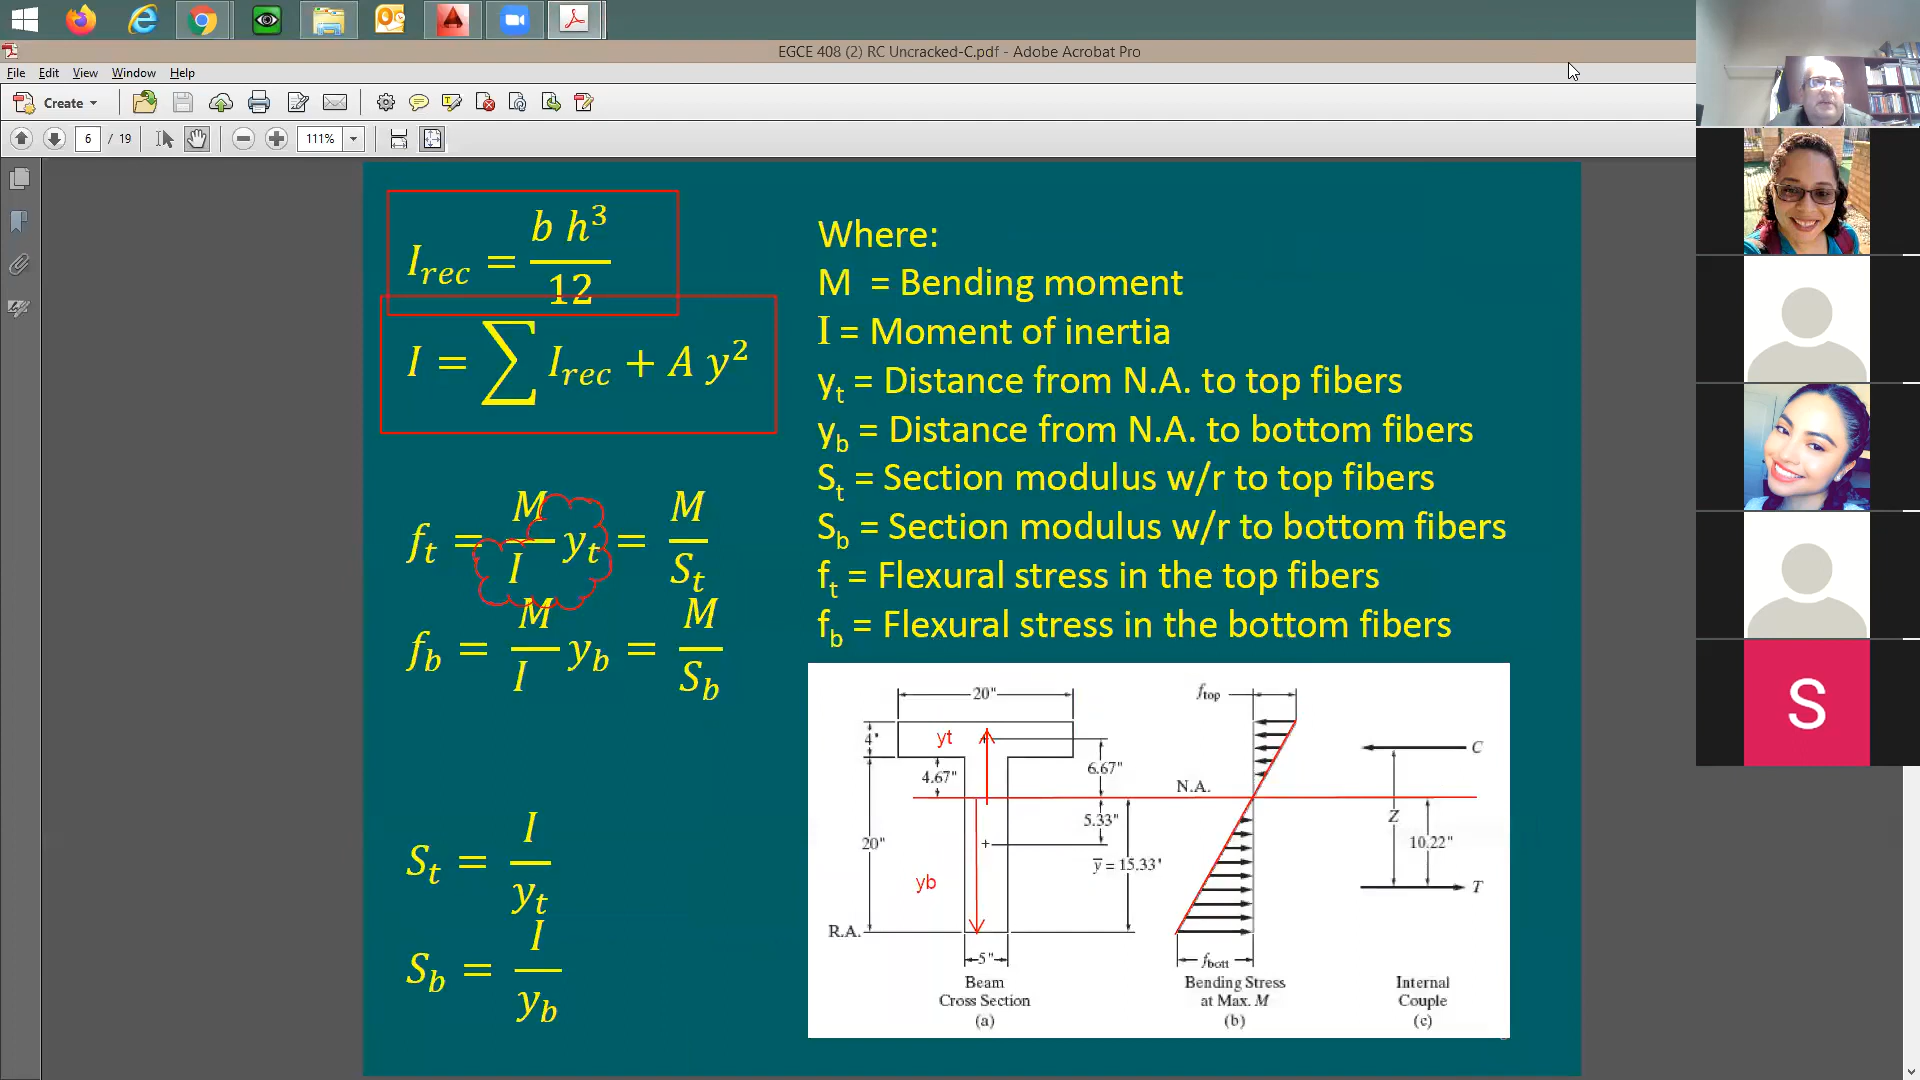 EGCE 408 (2) RC Uncracked-C.pdf - Adobe Acrobat Pro
File Edit View Window Help
Create
6 / 19 111%
I_rec = b h³ / 12
I = ∑ I_rec + A y²
f_t = M/I y_t = M/S_t
f_b = M/I y_b = M/S_b
S_t = I/y_t
S_b = I/y_b
Where:
M = Bending moment
I = Moment of inertia
y_t = Distance from N.A. to top fibers
y_b = Distance from N.A. to bottom fibers
S_t = Section modulus w/r to top fibers
S_b = Section modulus w/r to bottom fibers
f_t = Flexural stress in the top fibers
f_b = Flexural stress in the bottom fibers
20"
4"
yt
4.67"
6.67"
20"
5.33"
ȳ = 15.33"
yb
R.A.
5"
Beam
Cross Section
(a)
f_top
N.A.
f_bott
Bending Stress
at Max. M
(b)
C
Z
10.22"
T
Internal
Couple
(c)
S